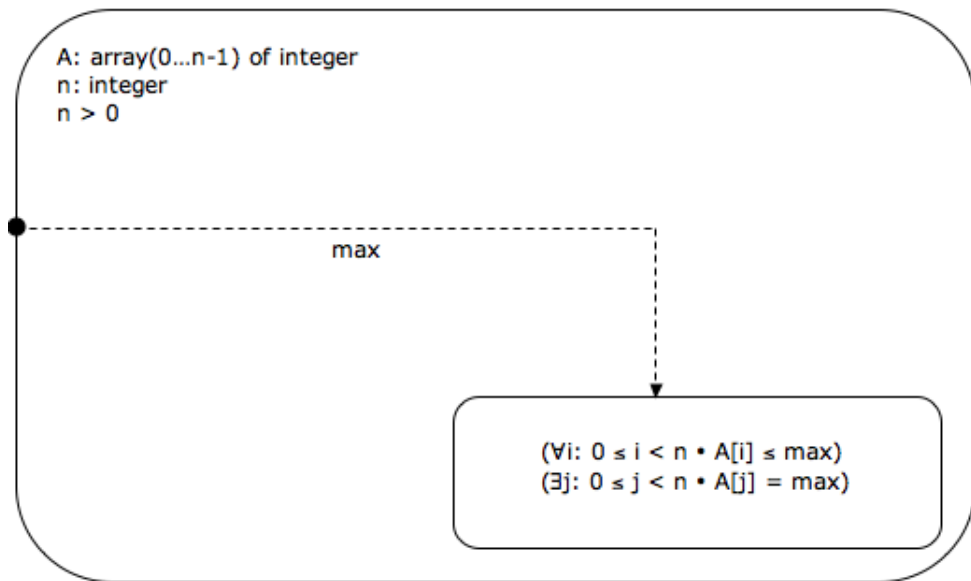 A: array(0...n-1) of integer
n: integer
n > 0
max
(∀i: 0 ≤ i < n • A[i] ≤ max)
(∃j: 0 ≤ j < n • A[j] = max)